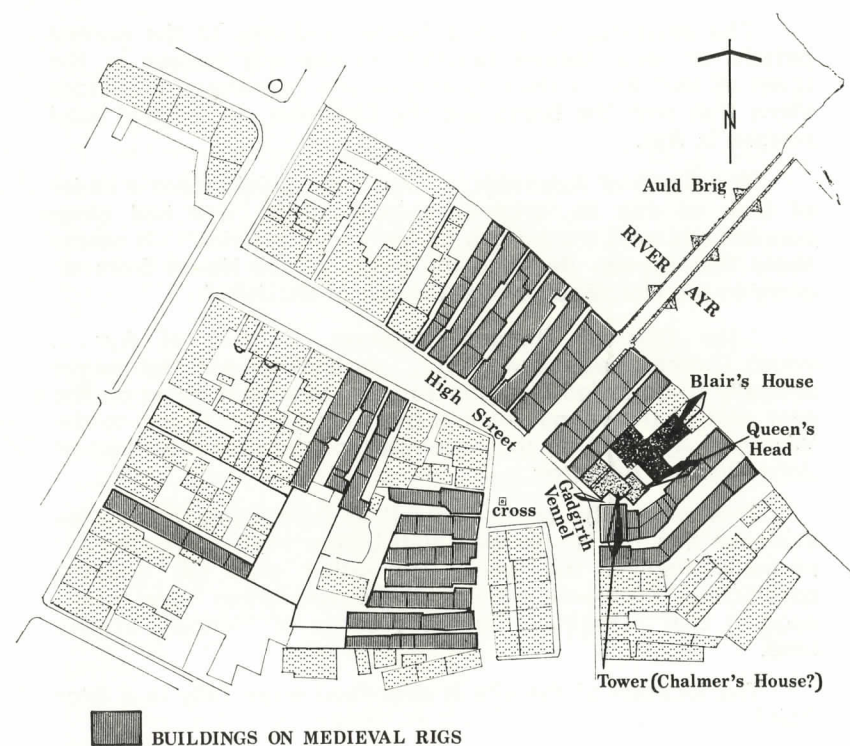 N
Auld Brig
RIVER
AYR
Blair's House
High Street
Queen's
Head
Gadgirth
Vennel
cross
Tower (Chalmer's House?)
BUILDINGS ON MEDIEVAL RIGS